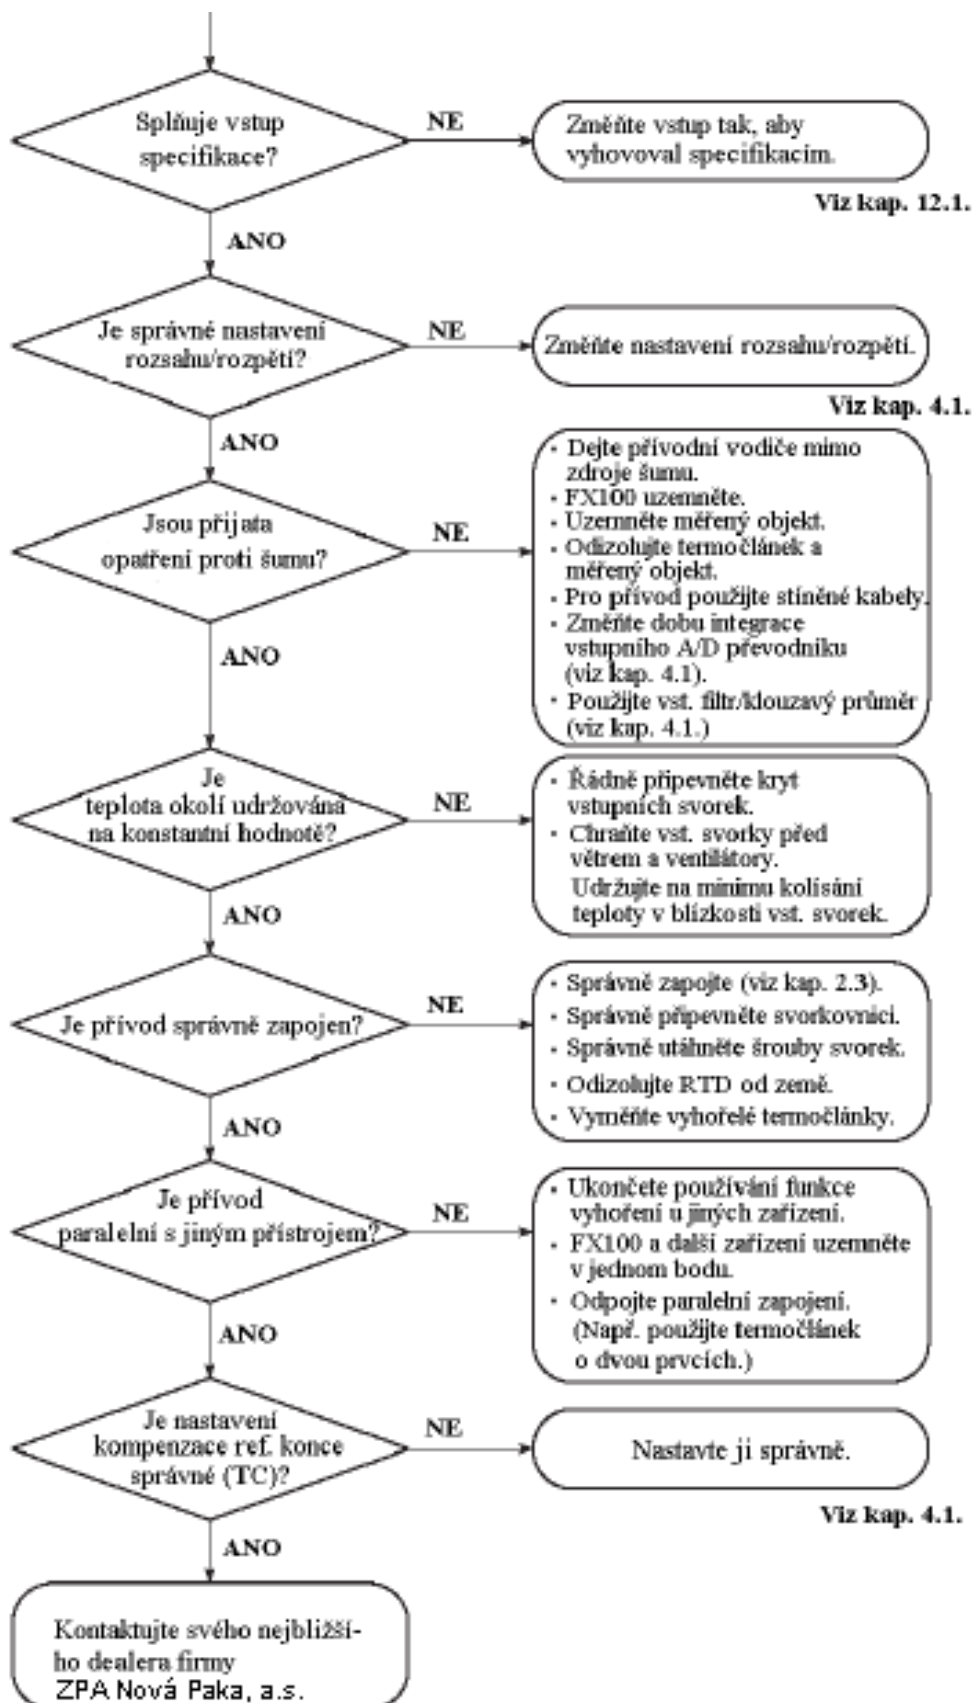 Splňuje vstup
specifikace?
NE
Změňte vstup tak, aby
vyhovoval specifikacím.
Viz kap. 12.1.
ANO
Je správné nastavení
rozsahu/rozpětí?
NE
Změňte nastavení rozsahu/rozpětí.
Viz kap. 4.1.
ANO
Jsou přijata
opatření proti šumu?
NE
• Dejte přívodní vodiče mimo
zdroje šumu.
• FX100 uzemněte.
• Uzemněte měřený objekt.
• Odizolujte termočlánek a
měřený objekt.
• Pro přívod použijte stíněné kabely.
• Změňte dobu integrace
vstupního A/D převodníku
(viz kap. 4.1).
• Použijte vst. filtr/klouzavý průměr
(viz kap. 4.1.)
ANO
Je
teplota okolí udržována
na konstantní hodnotě?
NE
• Řádně připevněte kryt
vstupních svorek.
• Chraňte vst. svorky před
větrem a ventilátory.
Udržujte na minimu kolísání
teploty v blízkosti vst. svorek.
ANO
Je přívod správně zapojen?
NE
• Správně zapojte (viz kap. 2.3).
• Správně připevněte svorkovnici.
• Správně utáhněte šrouby svorek.
• Odizolujte RTD od země.
• Vyměňte vyhořelé termočlánky.
ANO
Je přívod
paralelní s jiným přístrojem?
NE
• Ukončete používání funkce
vyhoření u jiných zařízení.
• FX100 a další zařízení uzemněte
v jednom bodu.
• Odpojte paralelní zapojení.
(Např. použijte termočlánek
o dvou prvcích.)
ANO
Je nastavení
kompenzace ref. konce
správné (TC)?
NE
Nastavte ji správně.
Viz kap. 4.1.
ANO
Kontaktujte svého nejbližší-
ho dealera firmy
ZPA Nová Paka, a.s.